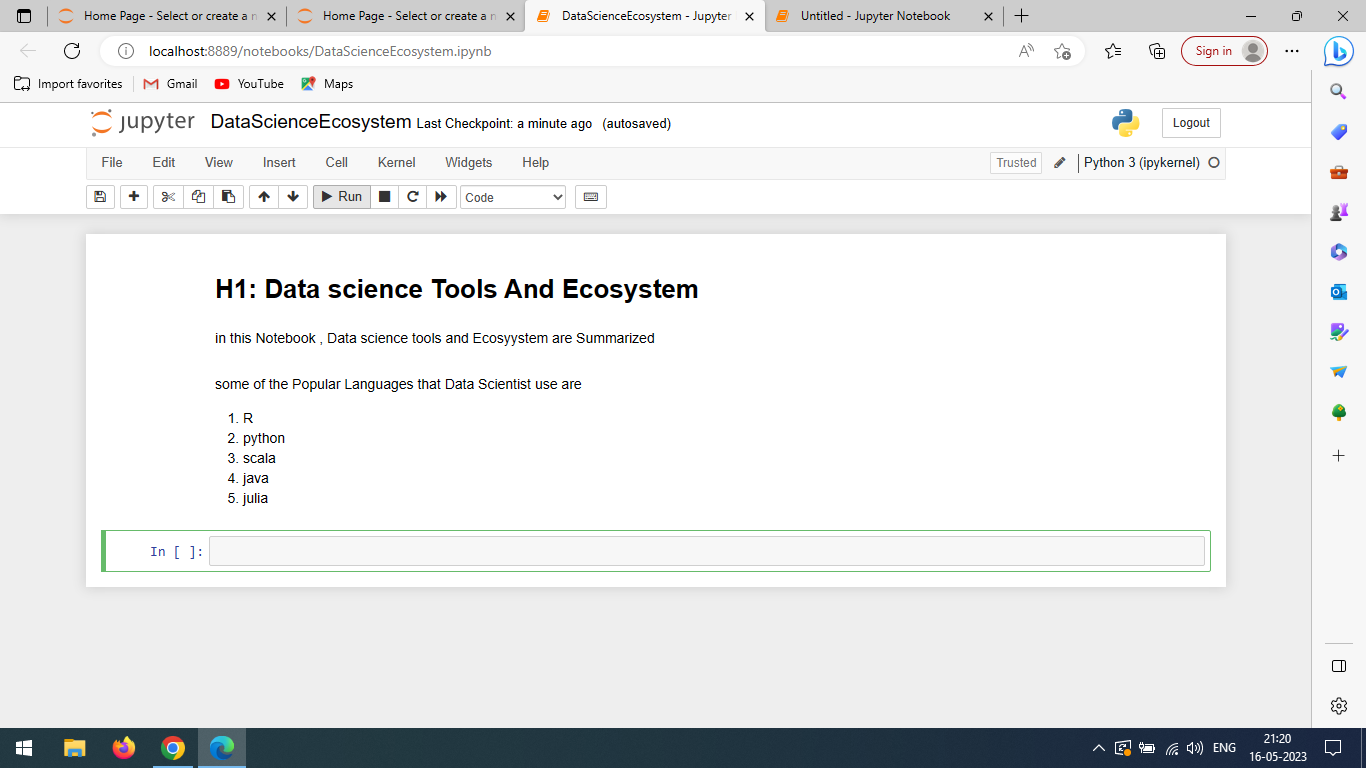 Home Page - Select or create a n
Home Page - Select or create a n
DataScienceEcosystem - Jupyter
Untitled - Jupyter Notebook
localhost:8889/notebooks/DataScienceEcosystem.ipynb
Sign in
Import favorites
Gmail
YouTube
Maps
jupyter
DataScienceEcosystem Last Checkpoint: a minute ago (autosaved)
Logout
File Edit View Insert Cell Kernel Widgets Help
Trusted
Python 3 (ipykernel)
Run
Code
H1: Data science Tools And Ecosystem
in this Notebook , Data science tools and Ecosyystem are Summarized
some of the Popular Languages that Data Scientist use are
1. R
2. python
3. scala
4. java
5. julia
In [ ]:
ENG
21:20
16-05-2023